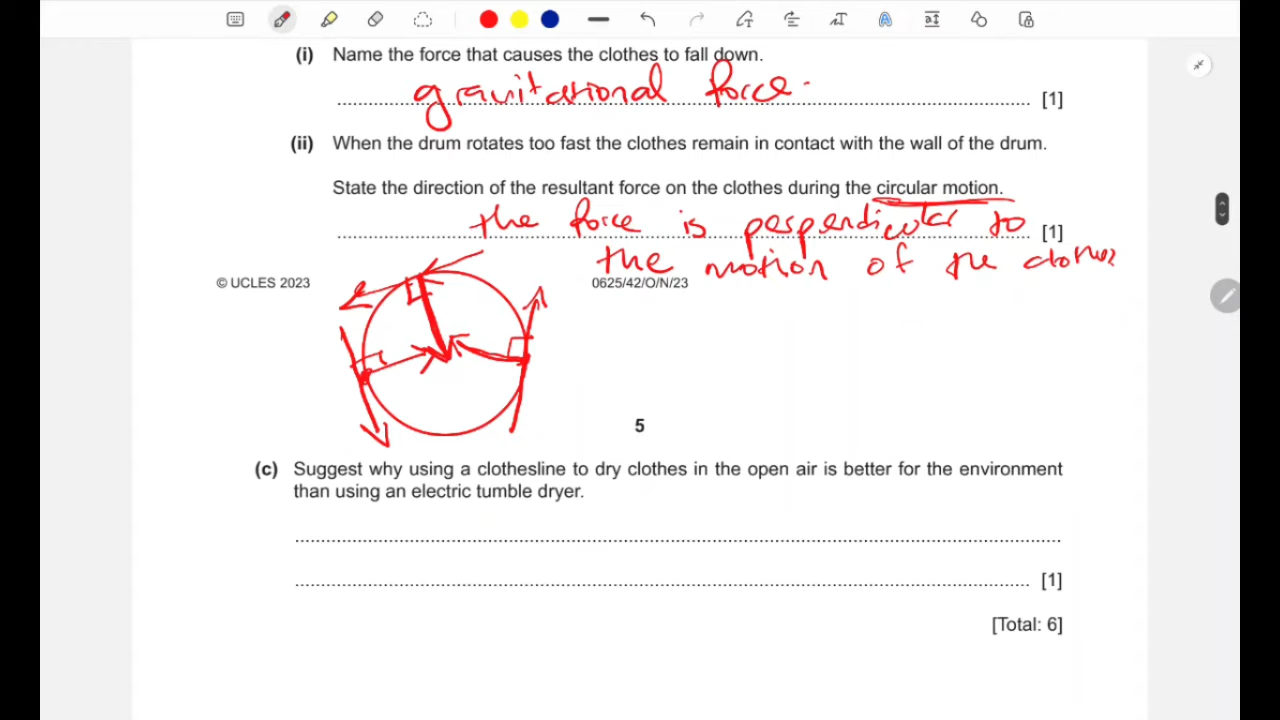 (i) Name the force that causes the clothes to fall down.
gravitational force.
[1]
(ii) When the drum rotates too fast the clothes remain in contact with the wall of the drum.
State the direction of the resultant force on the clothes during the circular motion.
the force is perpendicular to
[1]
the motion of the clothes
© UCLES 2023
0625/42/O/N/23
5
(c) Suggest why using a clothesline to dry clothes in the open air is better for the environment
than using an electric tumble dryer.
[1]
[Total: 6]